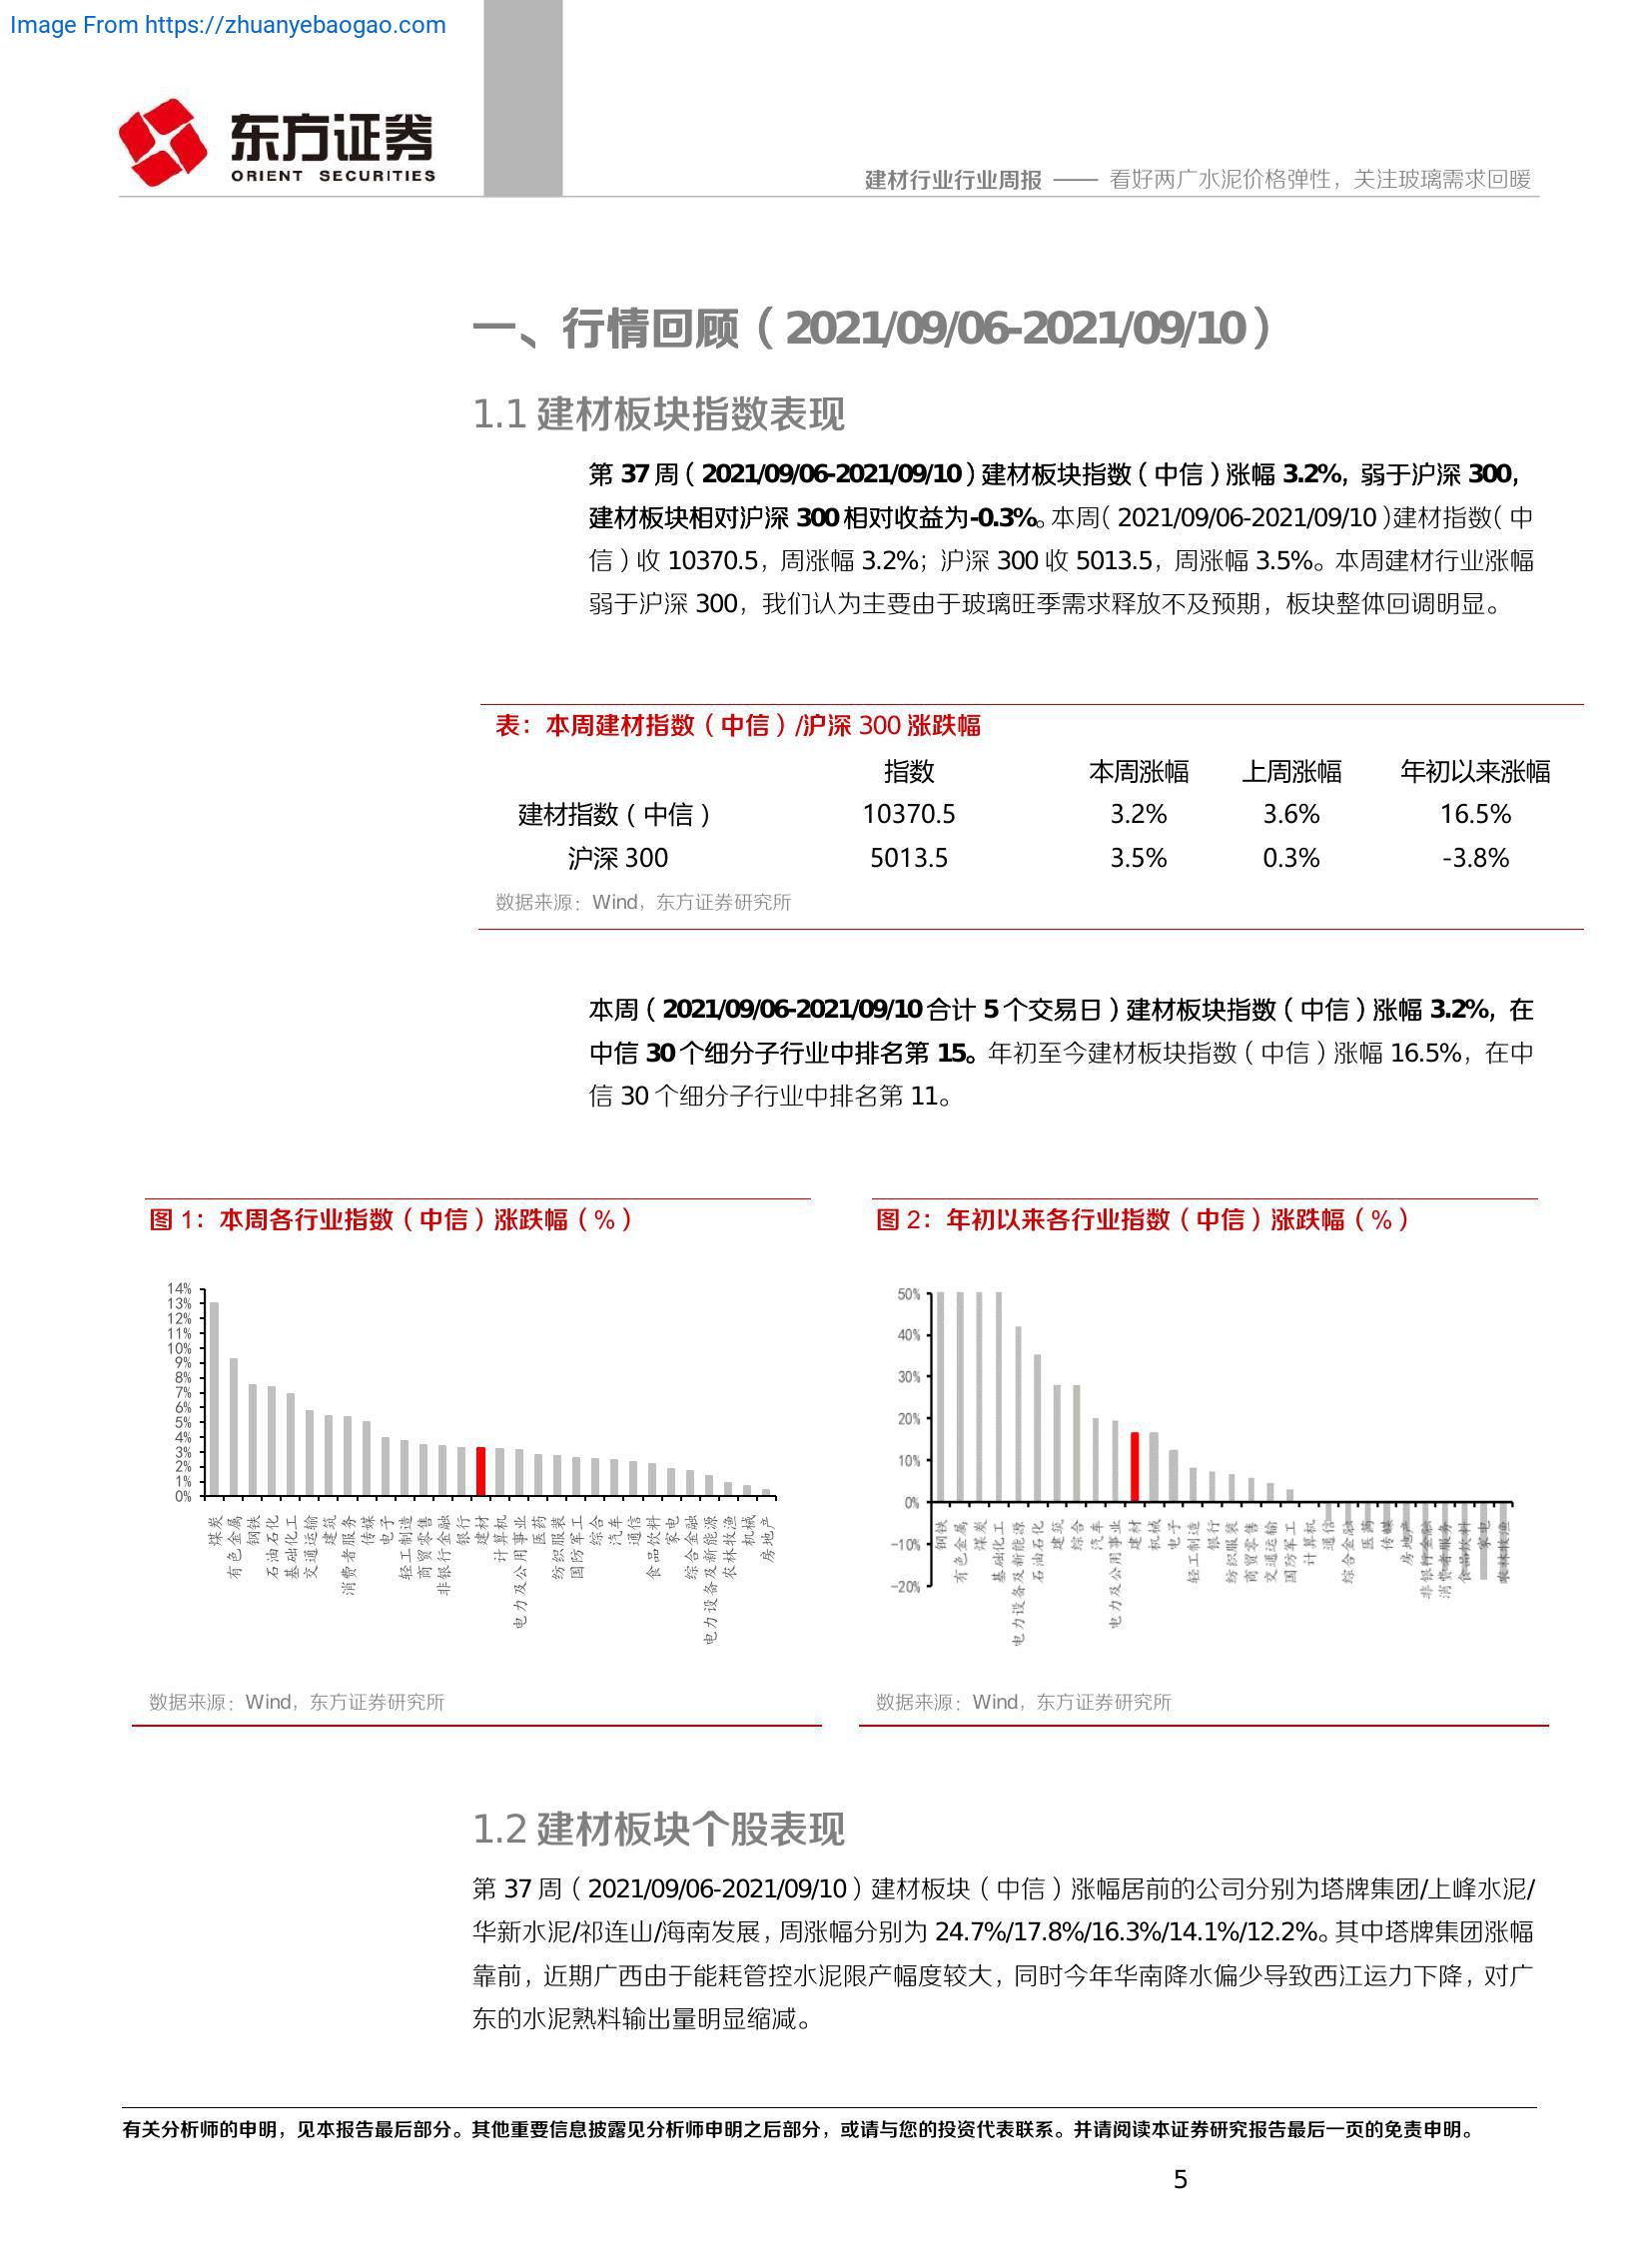 Image From https://zhuanyebaogao.com
东方证券
ORIENT SECURITIES
建材行业行业周报 —— 看好两广水泥价格弹性，关注玻璃需求回暖
一、行情回顾（2021/09/06-2021/09/10）
1.1 建材板块指数表现
第 37 周（2021/09/06-2021/09/10）建材板块指数（中信）涨幅 3.2%，弱于沪深 300，
建材板块相对沪深 300 相对收益为-0.3%。本周（2021/09/06-2021/09/10）建材指数（中
信）收 10370.5，周涨幅 3.2%；沪深 300 收 5013.5，周涨幅 3.5%。本周建材行业涨幅
弱于沪深 300，我们认为主要由于玻璃旺季需求释放不及预期，板块整体回调明显。
表：本周建材指数（中信）/沪深 300 涨跌幅
指数 本周涨幅 上周涨幅 年初以来涨幅
建材指数（中信） 10370.5 3.2% 3.6% 16.5%
沪深 300 5013.5 3.5% 0.3% -3.8%
数据来源：Wind，东方证券研究所
本周（2021/09/06-2021/09/10 合计 5 个交易日）建材板块指数（中信）涨幅 3.2%，在
中信 30 个细分子行业中排名第 15。年初至今建材板块指数（中信）涨幅 16.5%，在中
信 30 个细分子行业中排名第 11。
图 1：本周各行业指数（中信）涨跌幅（%）
14%
13%
12%
11%
10%
9%
8%
7%
6%
5%
4%
3%
2%
1%
0%
煤炭
有色金属
钢铁
石油石化
基础化工
交通运输
建筑
消费者服务
传媒
电子
轻工制造
商贸零售
非银行金融
银行
建材
计算机
电力及公用事业
医药
纺织服装
国防军工
综合
汽车
通信
食品饮料
家电
综合金融
电力设备及新能源
农林牧渔
机械
房地产
数据来源：Wind，东方证券研究所
图 2：年初以来各行业指数（中信）涨跌幅（%）
50%
40%
30%
20%
10%
0%
-10%
-20%
钢铁
有色金属
煤炭
基础化工
电力设备及新能源
石油石化
建筑
综合
汽车
电力及公用事业
建材
机械
电子
轻工制造
银行
纺织服装
商贸零售
交通运输
国防军工
计算机
通信
综合金融
医药
传媒
房地产
非银行金融
消费者服务
食品饮料
家电
农林牧渔
数据来源：Wind，东方证券研究所
1.2 建材板块个股表现
第 37 周（2021/09/06-2021/09/10）建材板块（中信）涨幅居前的公司分别为塔牌集团/上峰水泥/
华新水泥/祁连山/海南发展，周涨幅分别为 24.7%/17.8%/16.3%/14.1%/12.2%。其中塔牌集团涨幅
靠前，近期广西由于能耗管控水泥限产幅度较大，同时今年华南降水偏少导致西江运力下降，对广
东的水泥熟料输出量明显缩减。
有关分析师的申明，见本报告最后部分。其他重要信息披露见分析师申明之后部分，或请与您的投资代表联系。并请阅读本证券研究报告最后一页的免责申明。
5